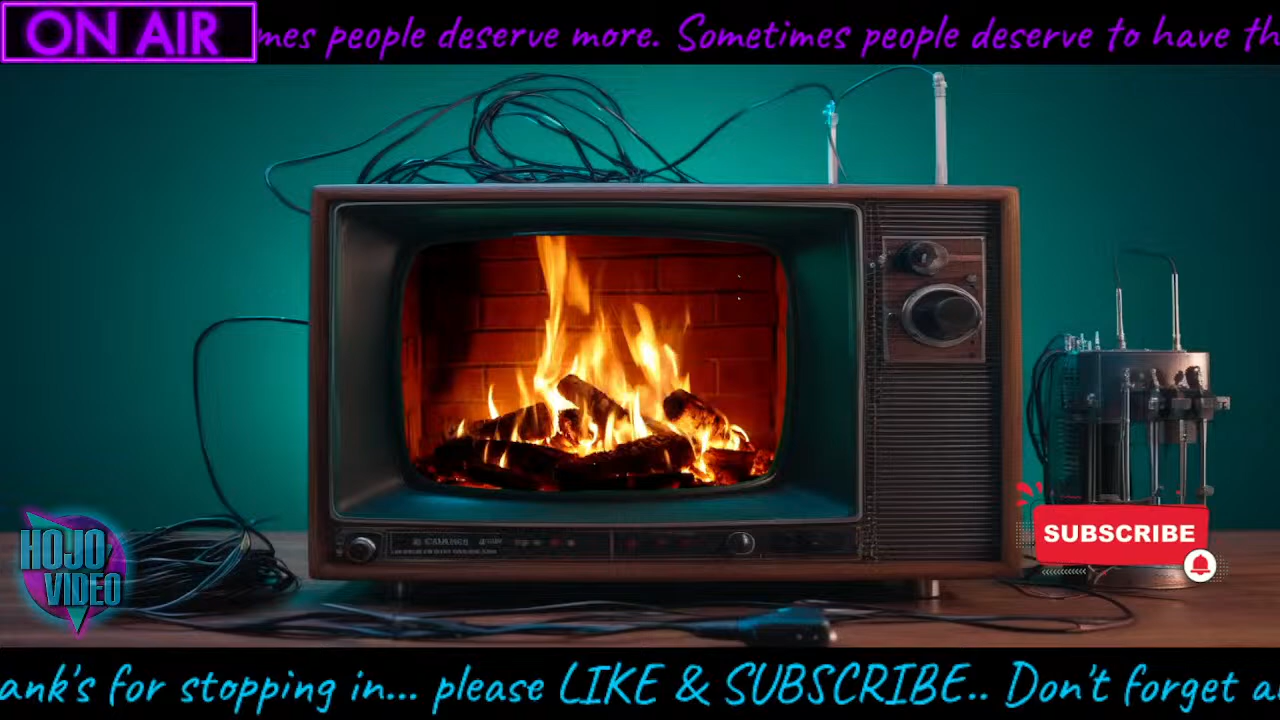 ON AIR
mes people deserve more. Sometimes people deserve to have th
HOJO
VIDEO
SUBSCRIBE
ank's for stopping in... please LIKE & SUBSCRIBE.. Don't forget a